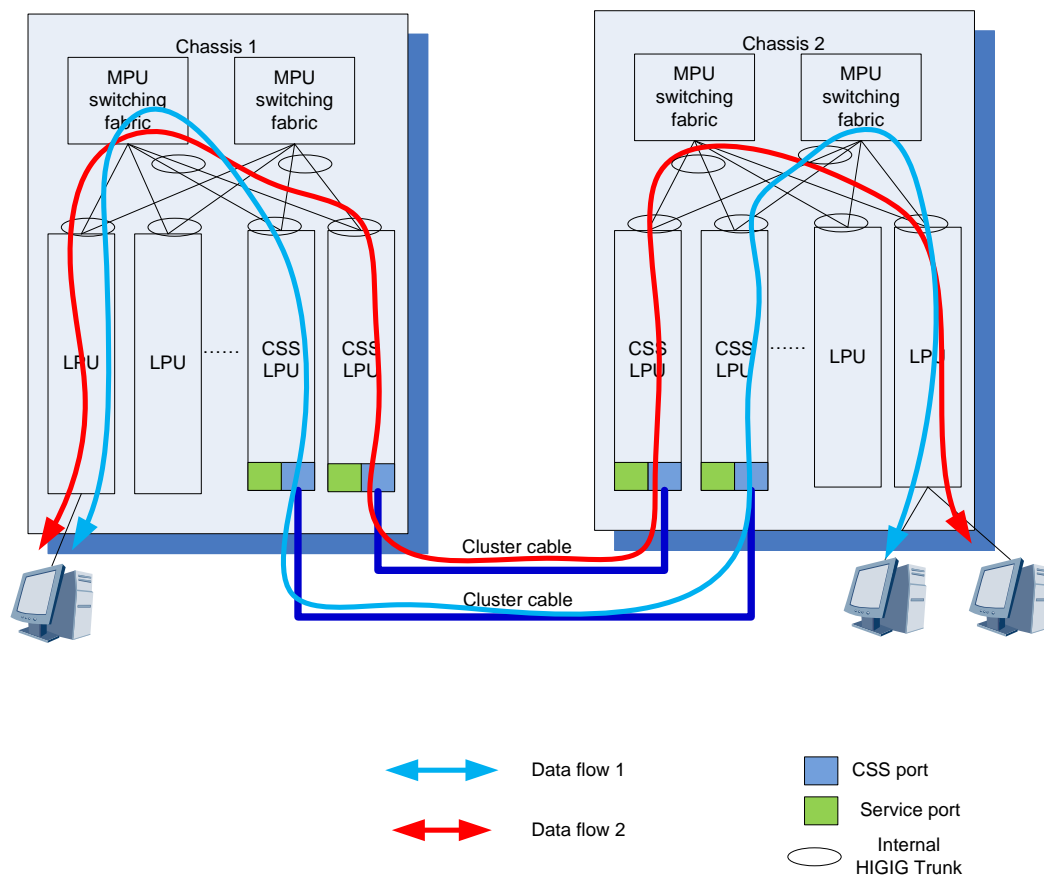 Chassis 1
Chassis 2
MPU
switching
fabric
MPU
switching
fabric
MPU
switching
fabric
MPU
switching
fabric
LPU
LPU
......
CSS
LPU
CSS
LPU
CSS
LPU
CSS
LPU
......
LPU
LPU
Cluster cable
Cluster cable
Data flow 1
Data flow 2
CSS port
Service port
Internal
HIGIG Trunk